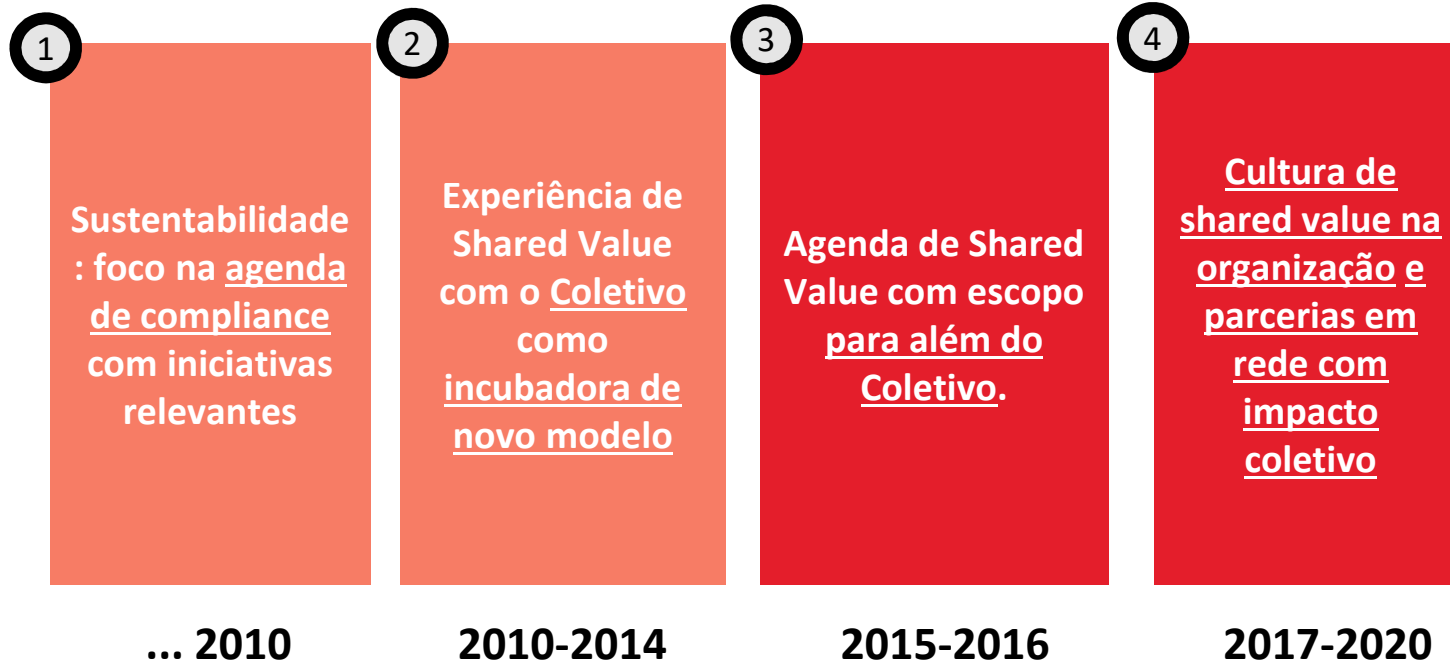 1
Sustentabilidade
: foco na agenda
de compliance
com iniciativas
relevantes
... 2010
2
Experiência de
Shared Value
com o Coletivo
como
incubadora de
novo modelo
2010-2014
3
Agenda de Shared
Value com escopo
para além do
Coletivo.
2015-2016
4
Cultura de
shared value na
organização e
parcerias em
rede com
impacto
coletivo
2017-2020